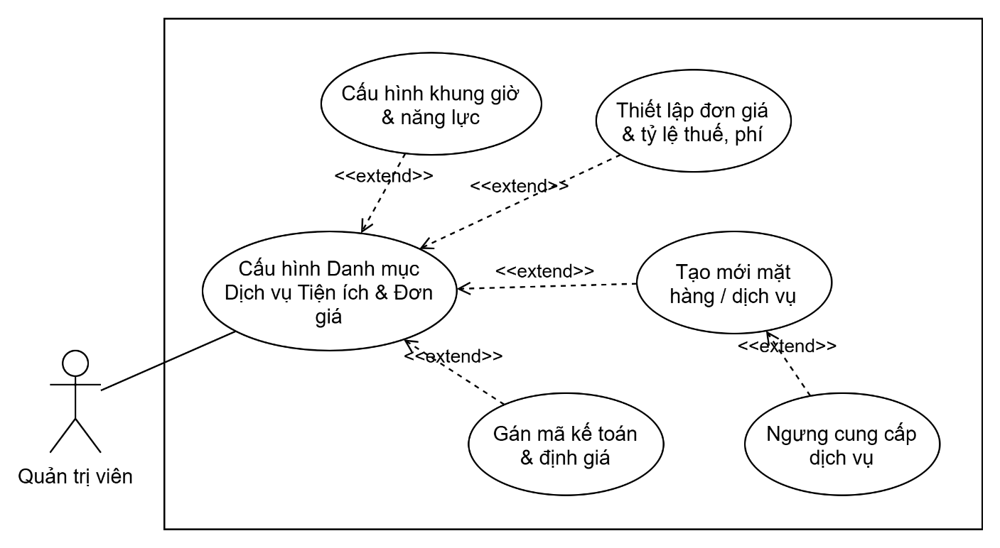 Cấu hình khung giờ
& năng lực
Thiết lập đơn giá
& tỷ lệ thuế, phí
<<extend>>
<<extend>>
Cấu hình Danh mục
Dịch vụ Tiện ích & Đơn
giá
<<extend>>
Tạo mới mặt
hàng / dịch vụ
<<extend>>
<<extend>>
Gán mã kế toán
& định giá
Ngưng cung cấp
dịch vụ
Quản trị viên